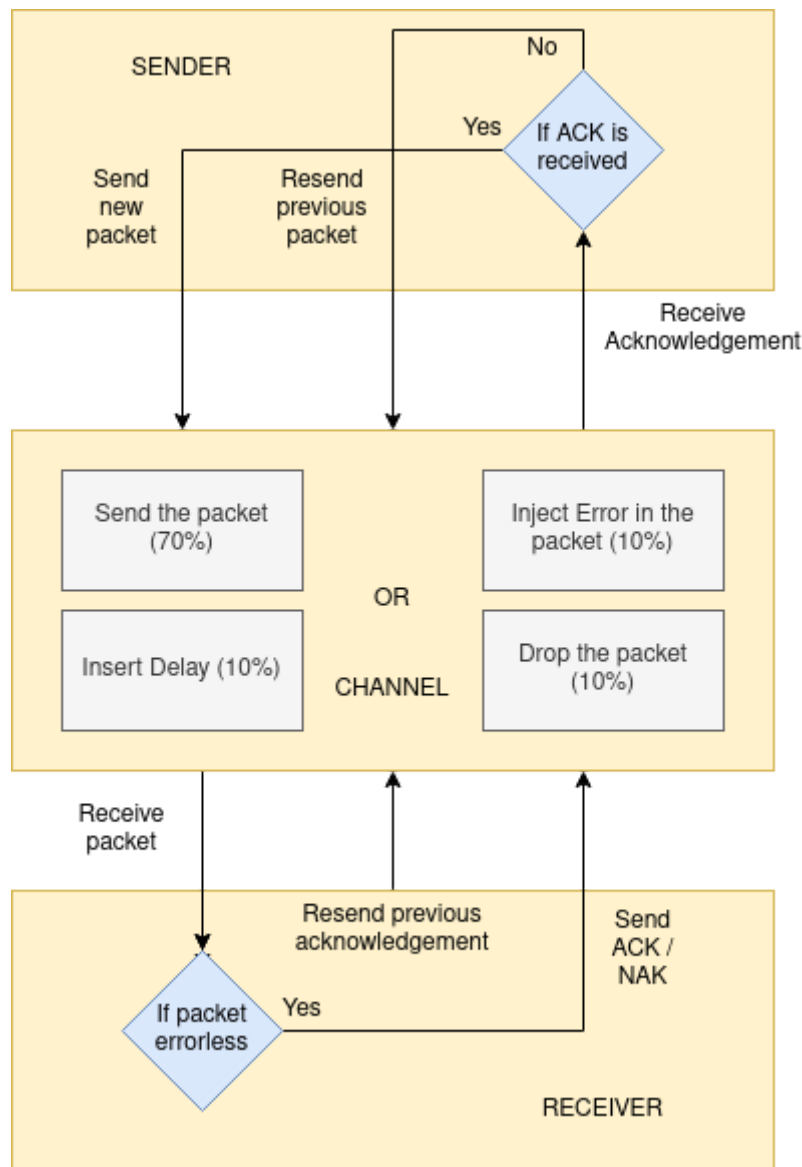 SENDER
No
Yes
If ACK is
received
Send
new
packet
Resend
previous
packet
Receive
Acknowledgement
Send the packet
(70%)
Inject Error in the
packet (10%)
OR
Insert Delay (10%)
CHANNEL
Drop the packet
(10%)
Receive
packet
Resend previous
acknowledgement
Send
ACK /
NAK
If packet
errorless
Yes
RECEIVER